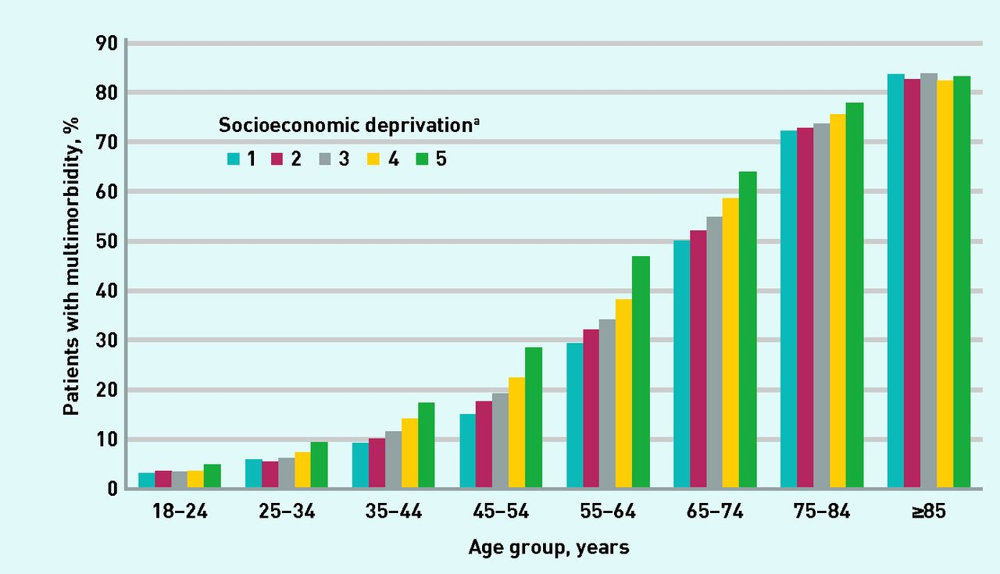 90
80
70
60
50
40
30
20
10
0
Patients with multimorbidity, %
Socioeconomic deprivationᵃ
1 2 3 4 5
18–24 25–34 35–44 45–54 55–64 65–74 75–84 ≥85
Age group, years